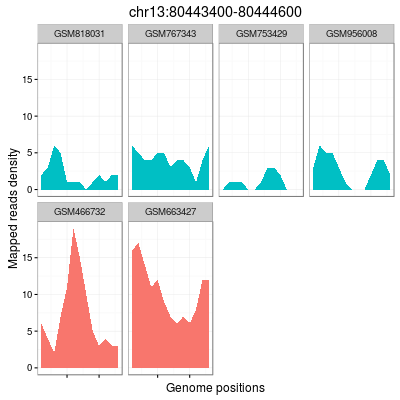 chr13:80443400-80444600
GSM818031 GSM767343 GSM753429 GSM956008
15
10
5
0
GSM466732 GSM663427
15
10
5
0
Mapped reads density
Genome positions